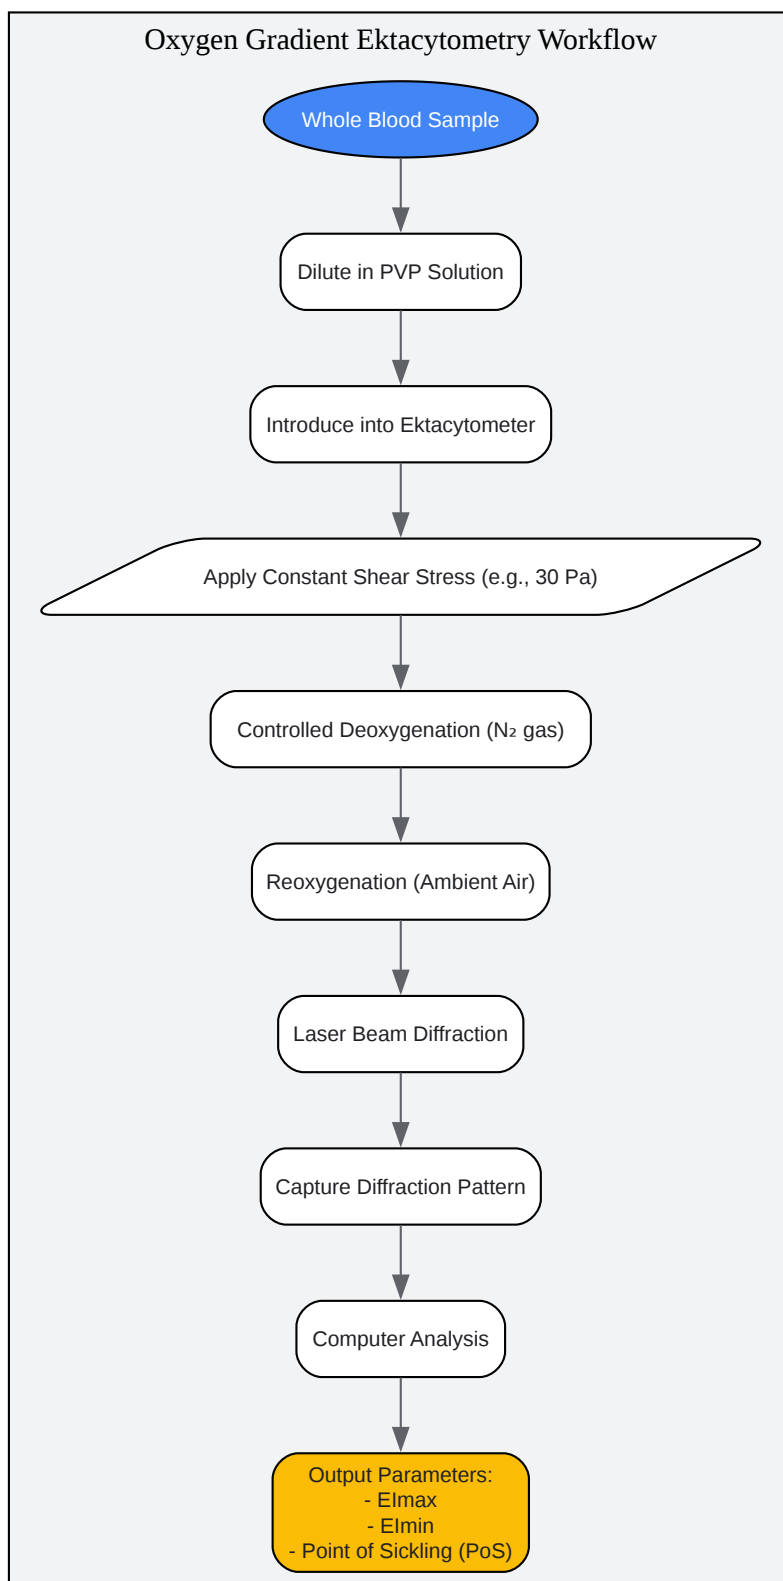 Oxygen Gradient Ektacytometry Workflow
Whole Blood Sample
Dilute in PVP Solution
Introduce into Ektacytometer
Apply Constant Shear Stress (e.g., 30 Pa)
Controlled Deoxygenation (N₂ gas)
Reoxygenation (Ambient Air)
Laser Beam Diffraction
Capture Diffraction Pattern
Computer Analysis
Output Parameters:
- EImax
- EImin
- Point of Sickling (PoS)